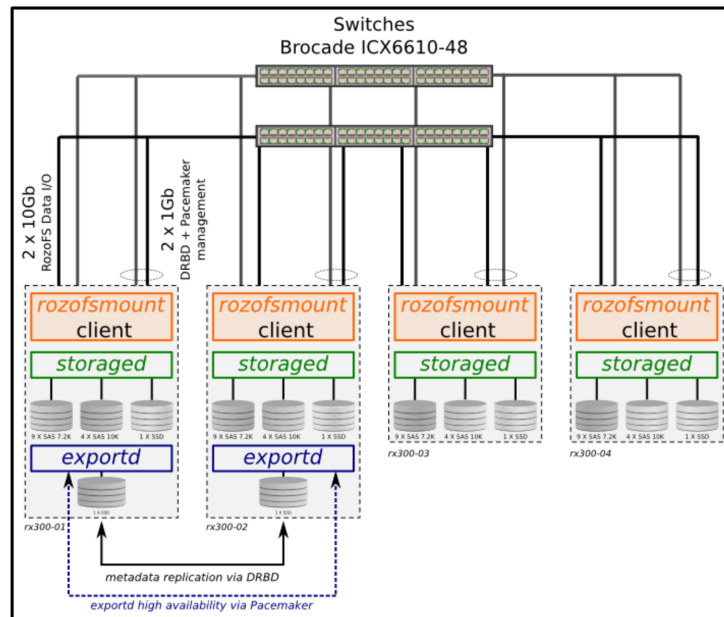 Switches
Brocade ICX6610-48
2 x 10Gb
RozoFS Data I/O
2 x 1Gb
DRBD + Pacemaker
management
rozofsmount
client
storaged
9 X SAS 7.2K
4 X SAS 10K
1 X SSD
exportd
1 X SSD
rx300-01
rozofsmount
client
storaged
9 X SAS 7.2K
4 X SAS 10K
1 X SSD
exportd
1 X SSD
rx300-02
rozofsmount
client
storaged
9 X SAS 7.2K
4 X SAS 10K
1 X SSD
rx300-03
rozofsmount
client
storaged
9 X SAS 7.2K
4 X SAS 10K
1 X SSD
rx300-04
metadata replication via DRBD
exportd high availability via Pacemaker